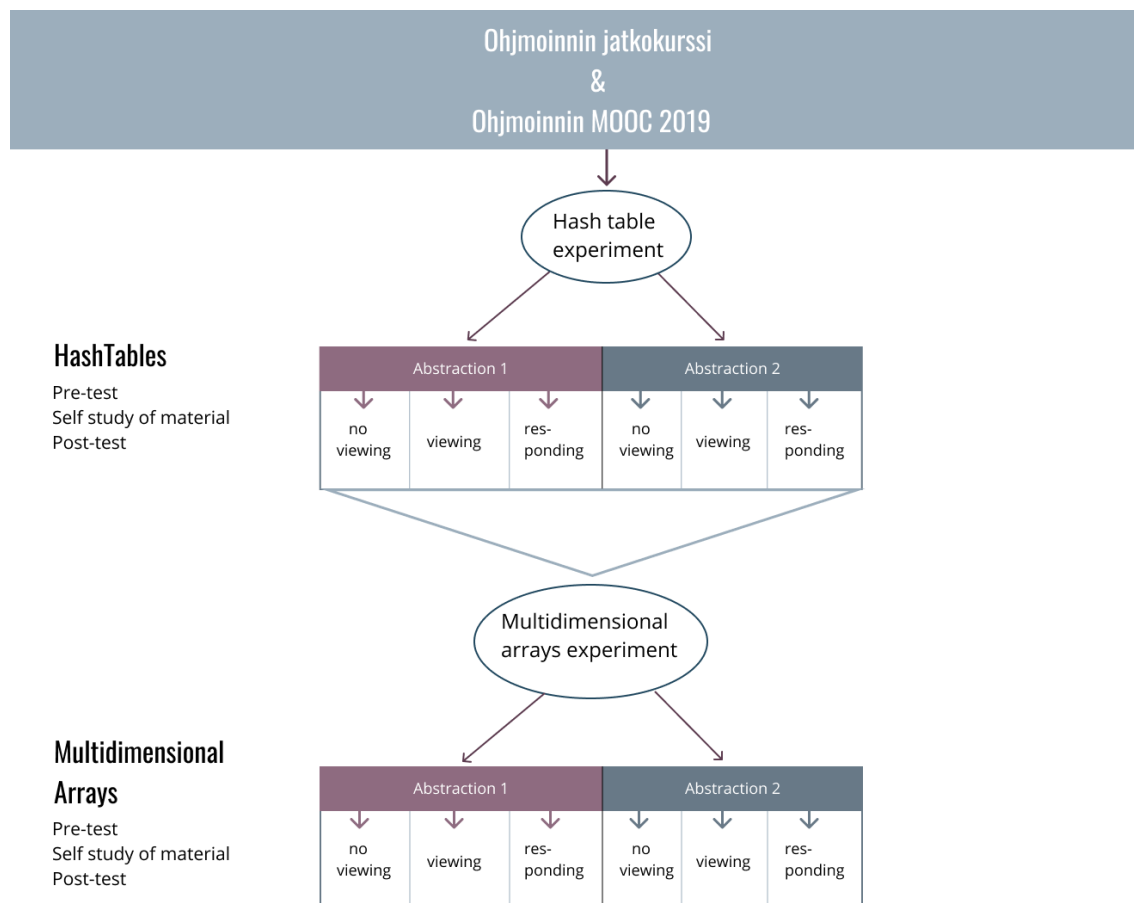 Ohjmoinnin jatkokurssi
&
Ohjmoinnin MOOC 2019
Hash table
experiment
HashTables
Pre-test
Self study of material
Post-test
Abstraction 1
Abstraction 2
no
viewing
viewing
res-
ponding
no
viewing
viewing
res-
ponding
Multidimensional
arrays experiment
Multidimensional
Arrays
Pre-test
Self study of material
Post-test
Abstraction 1
Abstraction 2
no
viewing
viewing
res-
ponding
no
viewing
viewing
res-
ponding